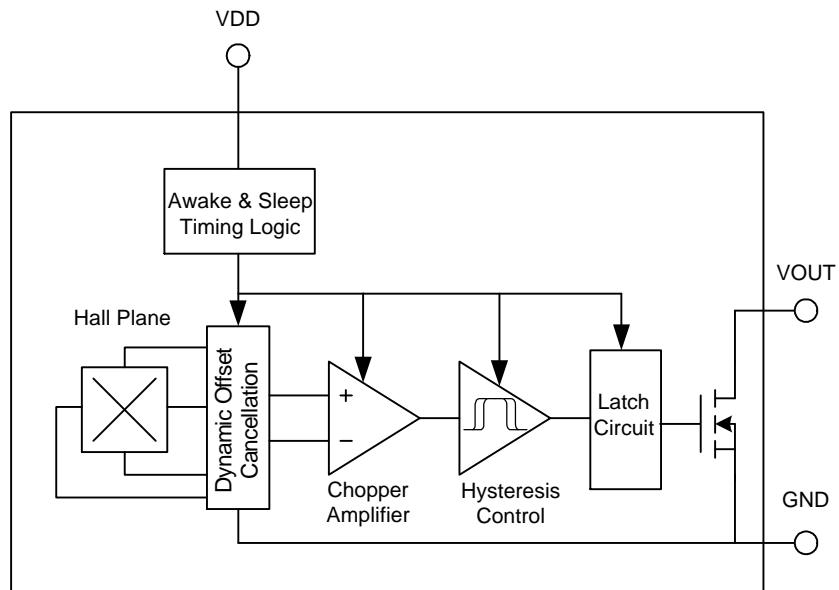 VDD
Awake & Sleep
Timing Logic
VOUT
Hall Plane
Dynamic Offset
Cancellation
+
−
Latch
Circuit
Chopper
Amplifier
Hysteresis
Control
GND